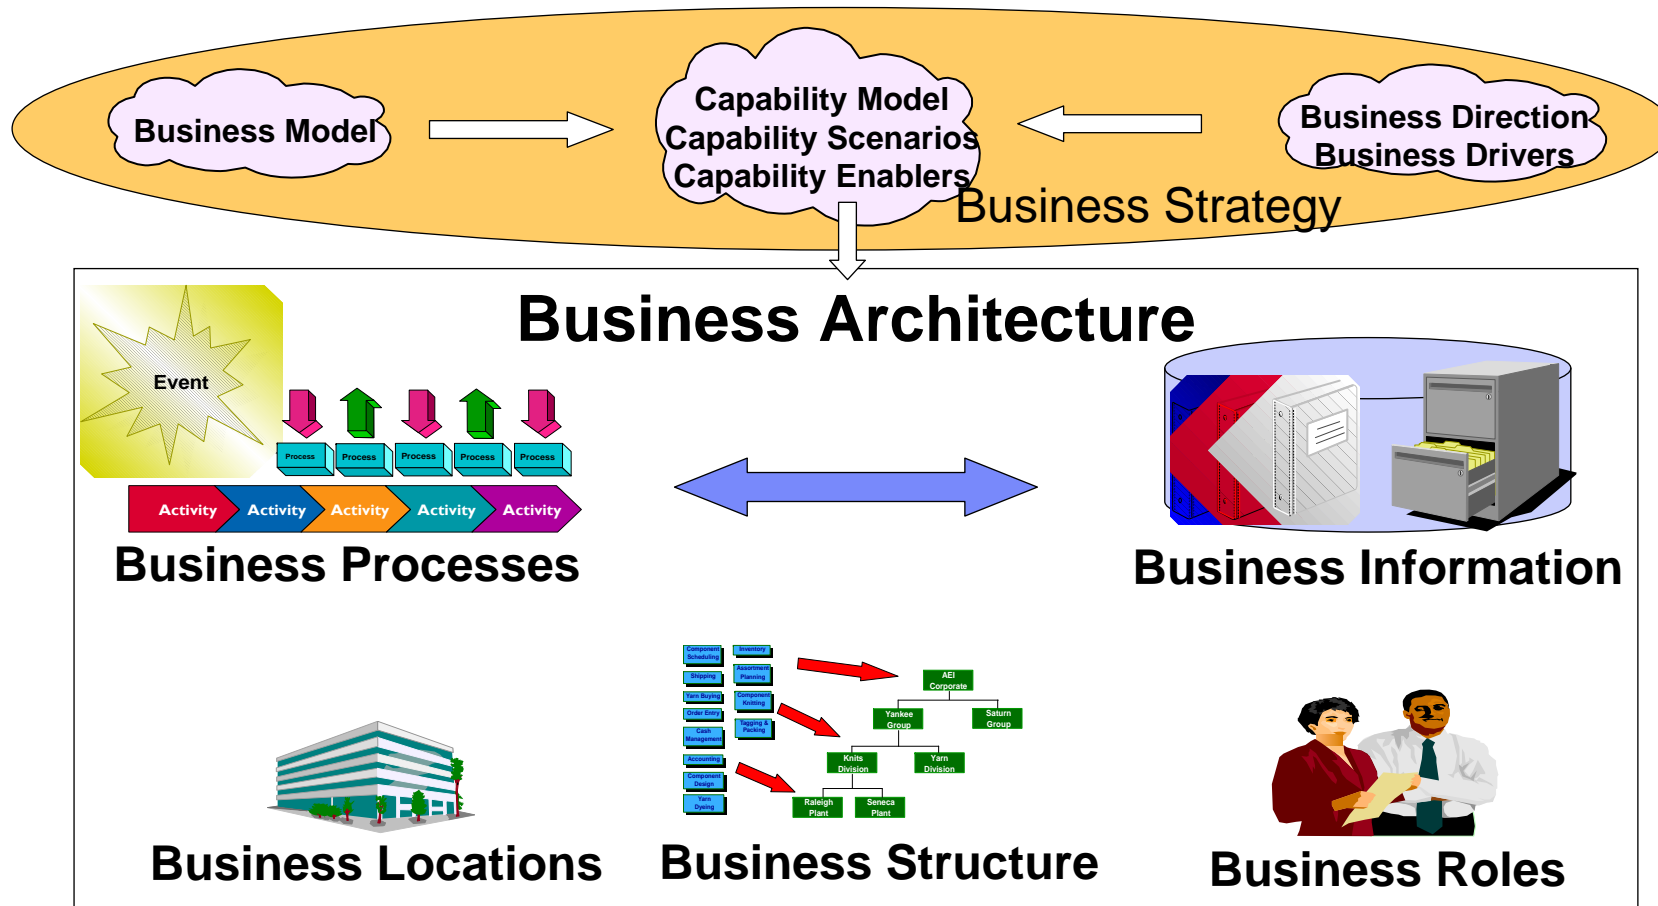 Business Model
Capability Model
Capability Scenarios
Capability Enablers
Business Direction
Business Drivers
Business Strategy
Business Architecture
Event
Process
Process
Process
Process
Process
Activity
Activity
Activity
Activity
Activity
Business Processes
Business Information
Component
Scheduling
Shipping
Yarn Buying
Order Entry
Cash
Management
Accounting
Component
Design
Yarn
Dyeing
Inventory
Assortment
Planning
Component
Knitting
Tagging &
Packing
AEI
Corporate
Yankee
Group
Saturn
Group
Knits
Division
Yarn
Division
Raleigh
Plant
Seneca
Plant
Business Locations
Business Structure
Business Roles